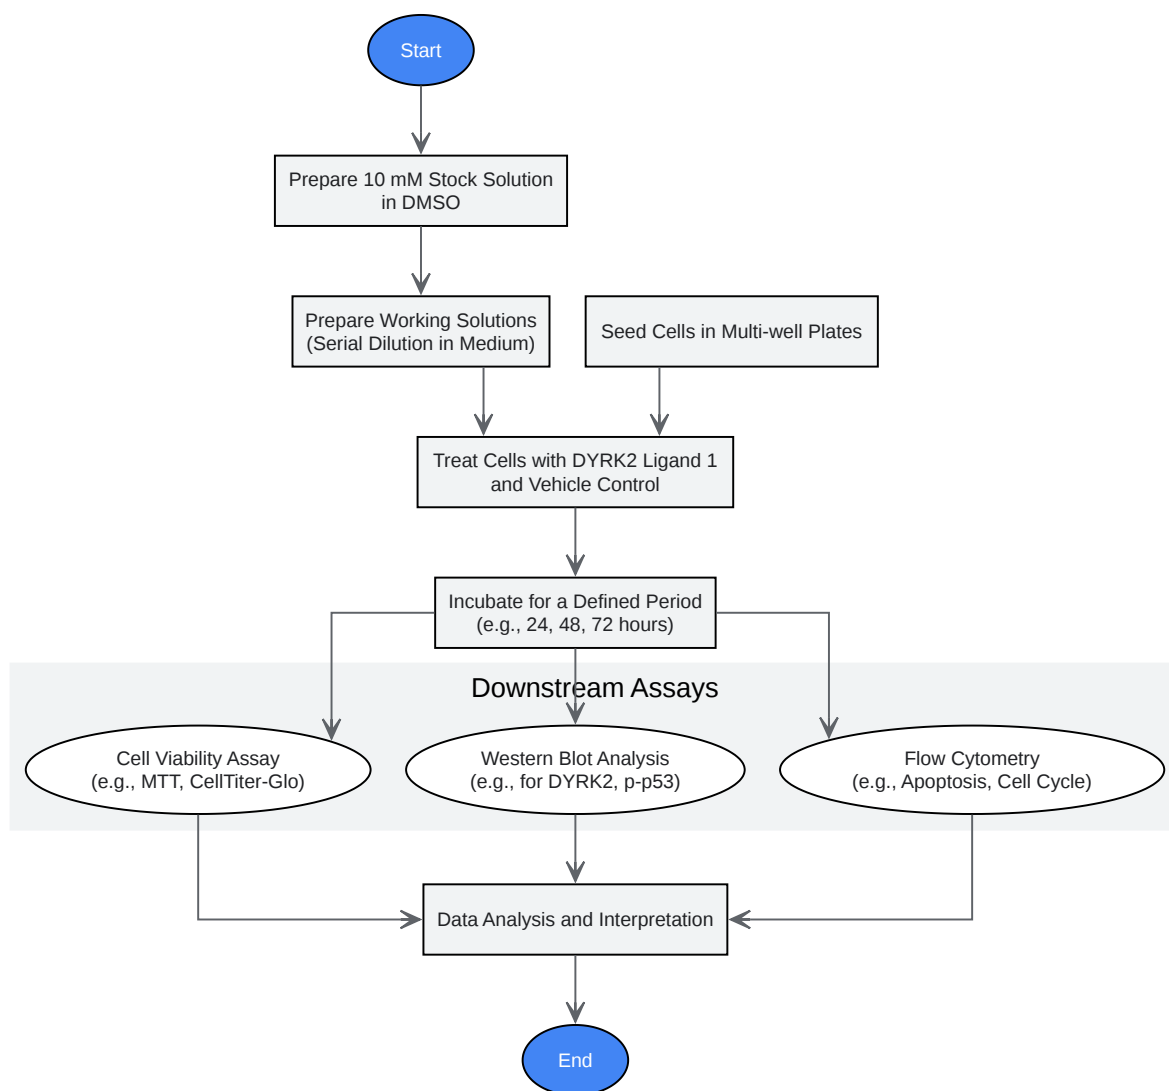 Start
Prepare 10 mM Stock Solution
in DMSO
Prepare Working Solutions
(Serial Dilution in Medium)
Seed Cells in Multi-well Plates
Treat Cells with DYRK2 Ligand 1
and Vehicle Control
Incubate for a Defined Period
(e.g., 24, 48, 72 hours)
Downstream Assays
Cell Viability Assay
(e.g., MTT, CellTiter-Glo)
Western Blot Analysis
(e.g., for DYRK2, p-p53)
Flow Cytometry
(e.g., Apoptosis, Cell Cycle)
Data Analysis and Interpretation
End